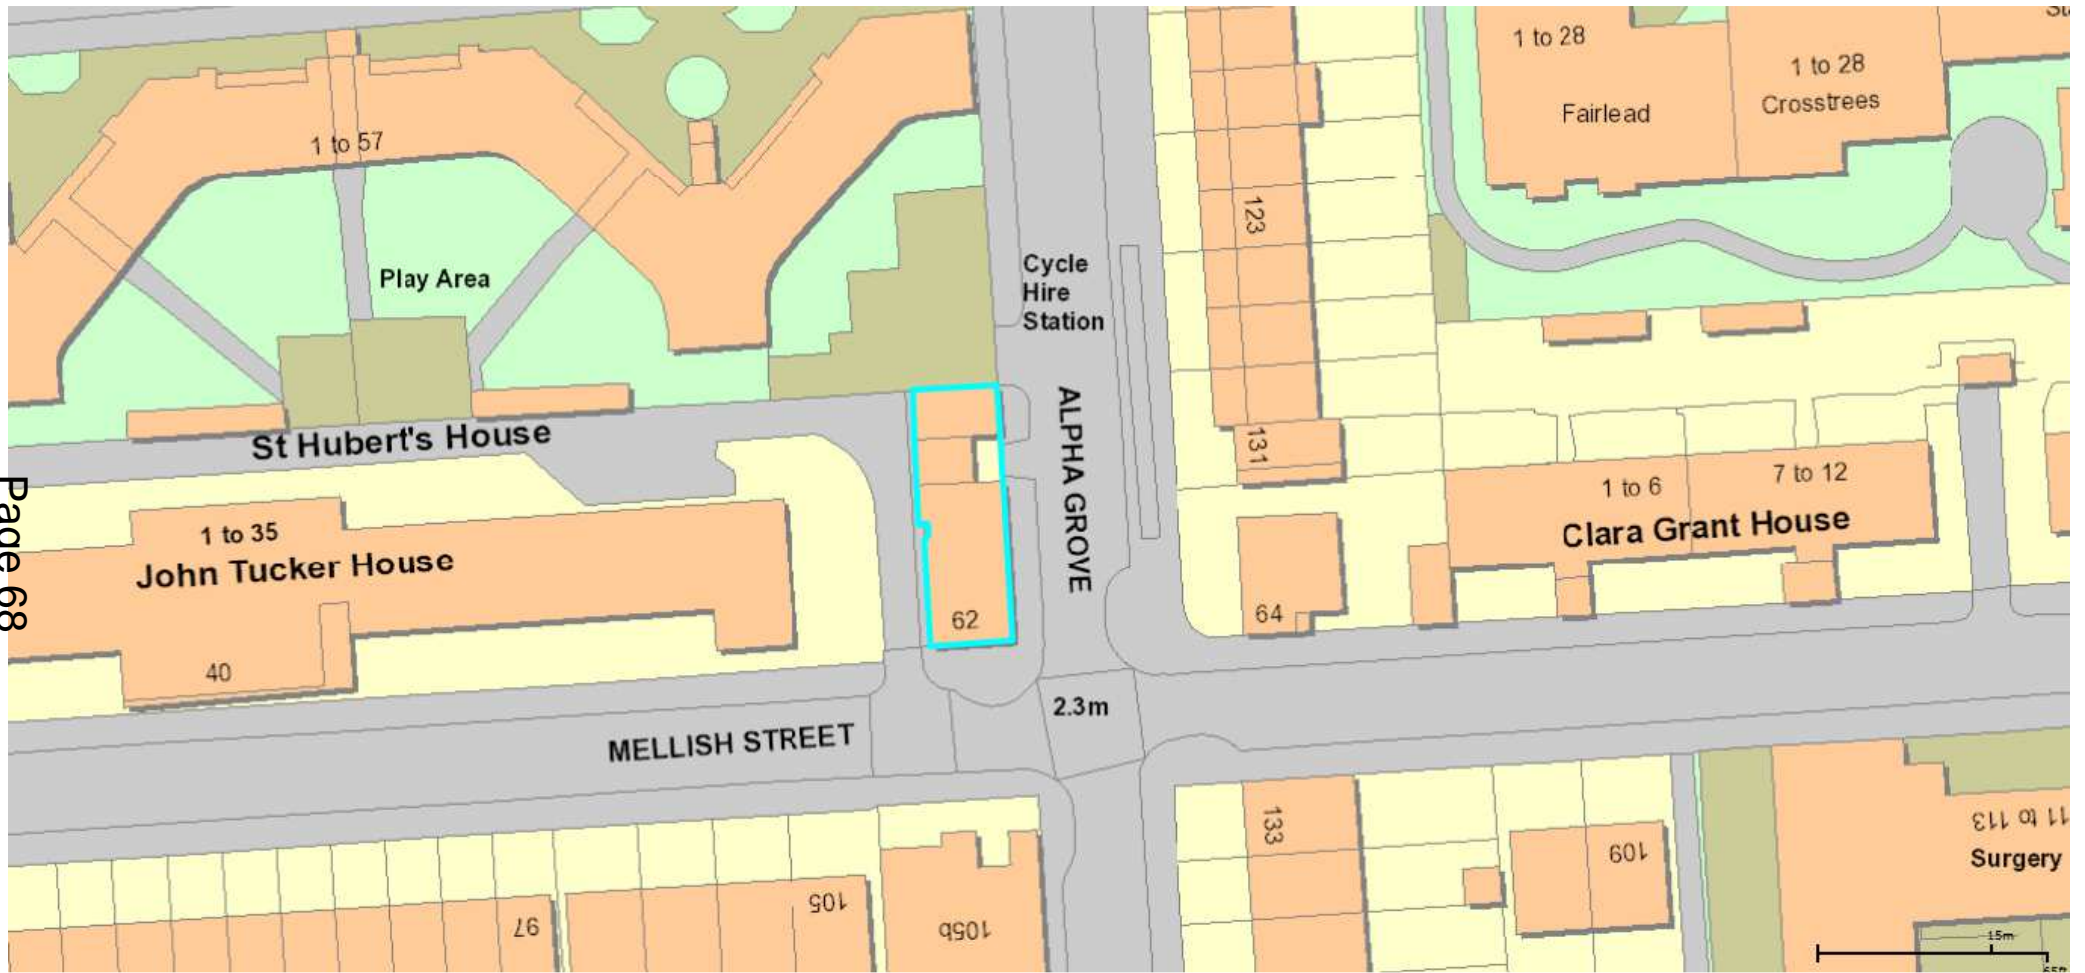 1 to 28
1 to 28
Fairlead
Crosstrees
1 to 57
123
Cycle
Hire
Station
Play Area
ALPHA GROVE
St Hubert's House
131
1 to 6
7 to 12
Clara Grant House
1 to 35
John Tucker House
62
64
40
Page 68
2.3m
MELLISH STREET
133
109
11 to 113
Surgery
97
105
105b
15m